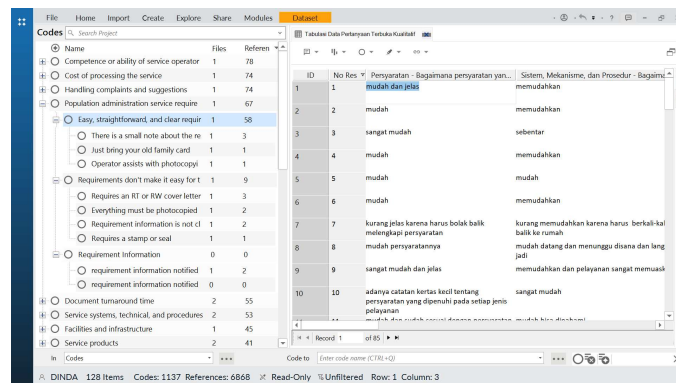 File Home Import Create Explore Share Modules Dataset
Codes Search Project
Name Files Referen
Competence or ability of service operator 1 78
Cost of processing the service 1 74
Handling complaints and suggestions 1 74
Population administration service require 1 67
Easy, straightforward, and clear requir 1 58
There is a small note about the re 1 3
Just bring your old family card 1 1
Operator assists with photocopyi 1 1
Requirements don't make it easy for t 1 9
Requires an RT or RW cover letter 1 3
Everything must be photocopied 1 2
Requirement information is not cl 1 2
Requires a stamp or seal 1 1
Requirement Information 0 0
requirement information notified 1 2
requirement information notified 0 0
Document turnaround time 2 55
Service systems, technical, and procedures 2 53
Facilities and infrastructure 1 45
Service products 2 41
In Codes
Tabulasi Data Pertanyaan Terbuka Kualitatif
ID No Res Persyaratan - Bagaimana persyaratan yan... Sistem, Mekanisme, dan Prosedur - Bagaima
1 1 mudah dan jelas memudahkan
2 2 mudah memudahkan
3 3 sangat mudah sebentar
4 4 mudah memudahkan
5 5 mudah mudah
6 6 mudah memudahkan
7 7 kurang jelas karena harus bolak balik kurang memudahkan karena harus berkali-kal
melengkapi persyaratan balik ke rumah
8 8 mudah persyaratannya mudah datang dan menunggu disana dan lang
jadi
9 9 sangat mudah dan jelas memudahkan dan pelayanan sangat memuask
10 10 adanya catatan kertas kecil tentang sangat mudah
persyaratan yang dipenuhi pada setiap jenis
pelayanan
Record 1 of 85
Code to Enter code name (CTRL+Q)
DINDA 128 Items Codes: 1137 References: 6868 Read-Only Unfiltered Row: 1 Column: 3